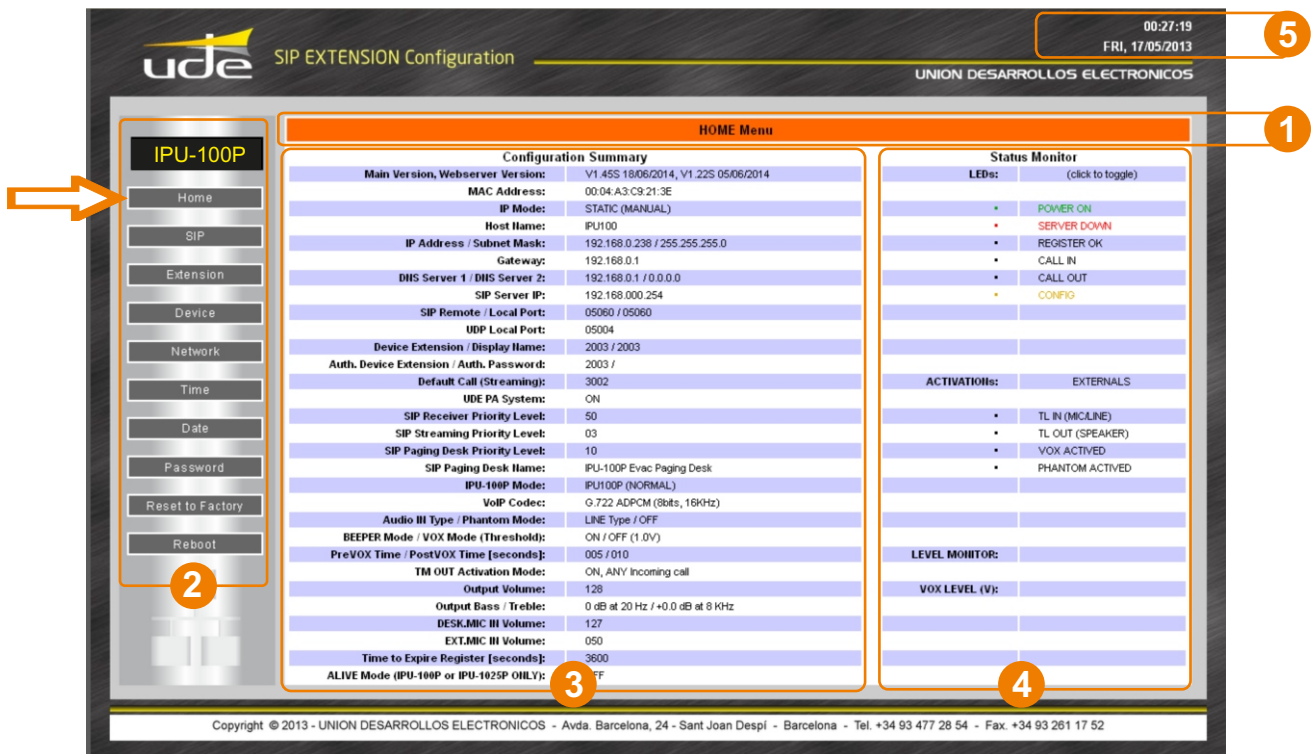 00:27:19
FRI, 17/05/2013
5
ude
SIP EXTENSION Configuration
UNION DESARROLLOS ELECTRONICOS
HOME Menu
1
IPU-100P
Home
SIP
Extension
Device
Network
Time
Date
Password
Reset to Factory
Reboot
2
Configuration Summary
Main Version, Webserver Version: V1.45S 18/06/2014, V1.22S 05/06/2014
MAC Address: 00:04:A3:C9:21:3E
IP Mode: STATIC (MANUAL)
Host Name: IPU100
IP Address / Subnet Mask: 192.168.0.238 / 255.255.255.0
Gateway: 192.168.0.1
DNS Server 1 / DNS Server 2: 192.168.0.1 / 0.0.0.0
SIP Server IP: 192.168.000.254
SIP Remote / Local Port: 05060 / 05060
UDP Local Port: 05004
Device Extension / Display Name: 2003 / 2003
Auth. Device Extension / Auth. Password: 2003 /
Default Call (Streaming): 3002
UDE PA System: ON
SIP Receiver Priority Level: 50
SIP Streaming Priority Level: 03
SIP Paging Desk Priority Level: 10
SIP Paging Desk Name: IPU-100P Evac Paging Desk
IPU-100P Mode: IPU100P (NORMAL)
VoIP Codec: G.722 ADPCM (8bits, 16KHz)
Audio IN Type / Phantom Mode: LINE Type / OFF
BEEPER Mode / VOX Mode (Threshold): ON / OFF (1.0V)
PreVOX Time / PostVOX Time [seconds]: 005 / 010
TM OUT Activation Mode: ON, ANY Incoming call
Output Volume: 128
Output Bass / Treble: 0 dB at 20 Hz / +0.0 dB at 8 KHz
DESK.MIC IN Volume: 127
EXT.MIC IN Volume: 050
Time to Expire Register [seconds]: 3600
ALIVE Mode (IPU-100P or IPU-1025P ONLY): FF
3
Status Monitor
LEDs: (click to toggle)
POWER ON
SERVER DOWN
REGISTER OK
CALL IN
CALL OUT
CONFIG
ACTIVATIONs: EXTERNALS
TL IN (MIC/LINE)
TL OUT (SPEAKER)
VOX ACTIVED
PHANTOM ACTIVED
LEVEL MONITOR:
VOX LEVEL (V):
4
Copyright © 2013 - UNION DESARROLLOS ELECTRONICOS - Avda. Barcelona, 24 - Sant Joan Despí - Barcelona - Tel. +34 93 477 28 54 - Fax. +34 93 261 17 52